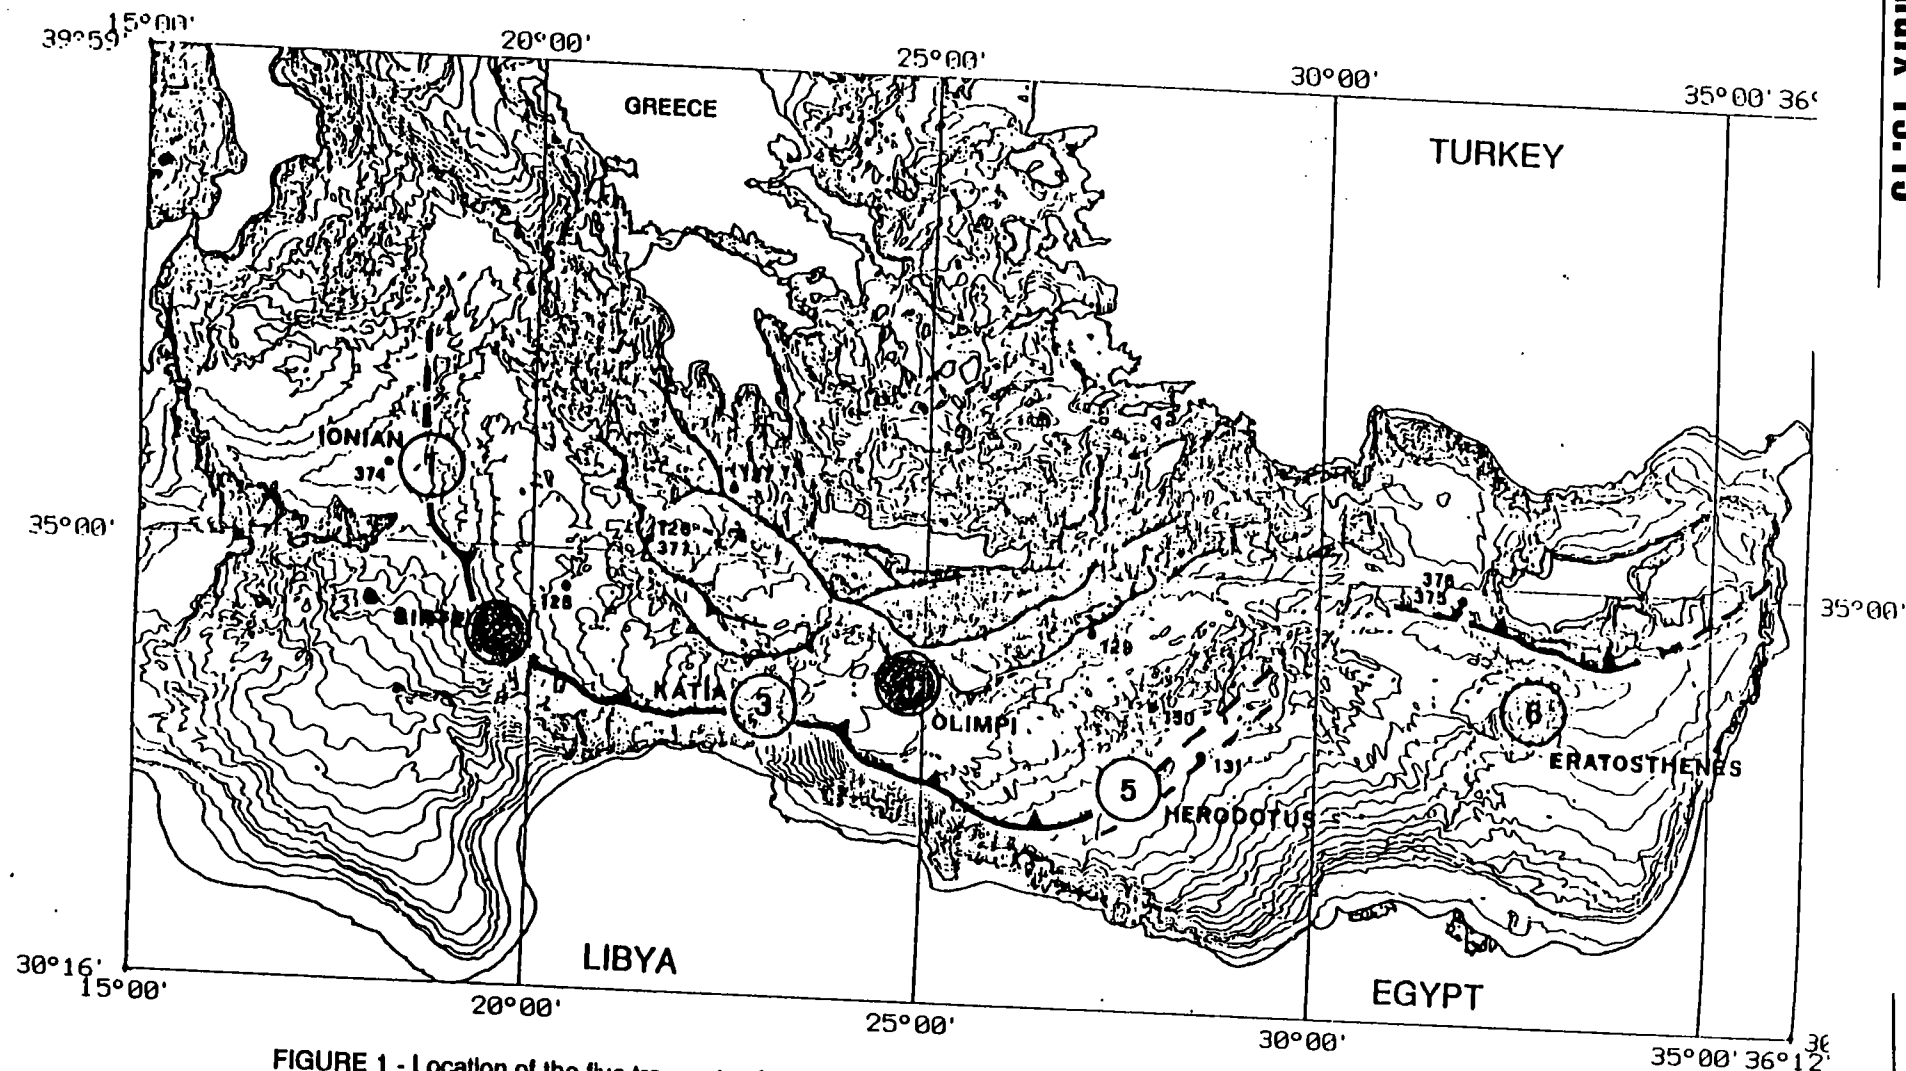 15°00'
39°59'
20°00'
25°00'
30°00'
35°00' 36°
GREECE
TURKEY
IONIAN
374
35°00'
126
377
128
376
375
35°00'
129
KATIA
3
OLIMPI
130
131
5
HERODOTUS
6
ERATOSTHENES
LIBYA
EGYPT
30°16'
15°00'
20°00'
25°00'
30°00'
35°00' 36°12'
FIGURE 1 - Location of the five